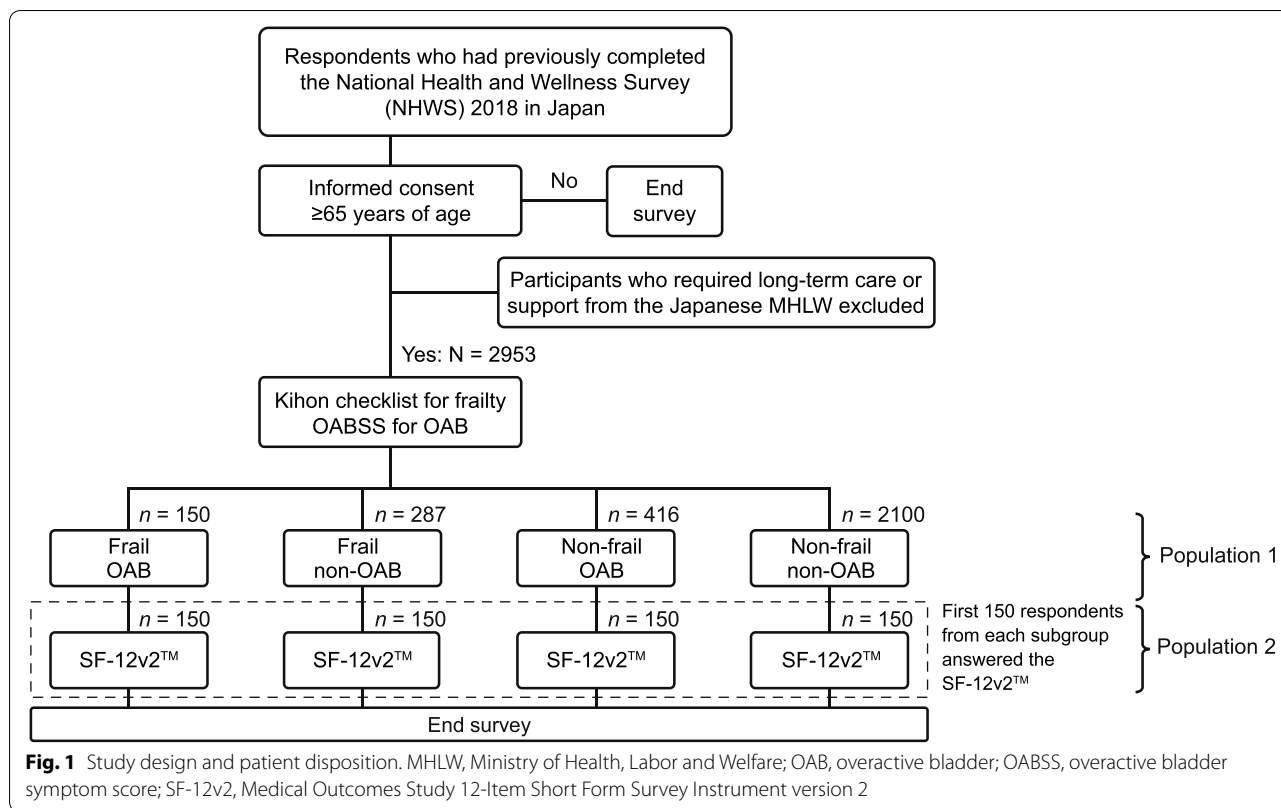 Respondents who had previously completed
the National Health and Wellness Survey
(NHWS) 2018 in Japan
Informed consent
≥65 years of age
No
End
survey
Participants who required long-term care or
support from the Japanese MHLW excluded
Yes: N = 2953
Kihon checklist for frailty
OABSS for OAB
n = 150
n = 287
n = 416
n = 2100
Frail
OAB
Frail
non-OAB
Non-frail
OAB
Non-frail
non-OAB
Population 1
n = 150
n = 150
n = 150
n = 150
SF-12v2™
SF-12v2™
SF-12v2™
SF-12v2™
First 150 respondents
from each subgroup
answered the
SF-12v2™
Population 2
End survey
Fig. 1 Study design and patient disposition. MHLW, Ministry of Health, Labor and Welfare; OAB, overactive bladder; OABSS, overactive bladder
symptom score; SF-12v2, Medical Outcomes Study 12-Item Short Form Survey Instrument version 2